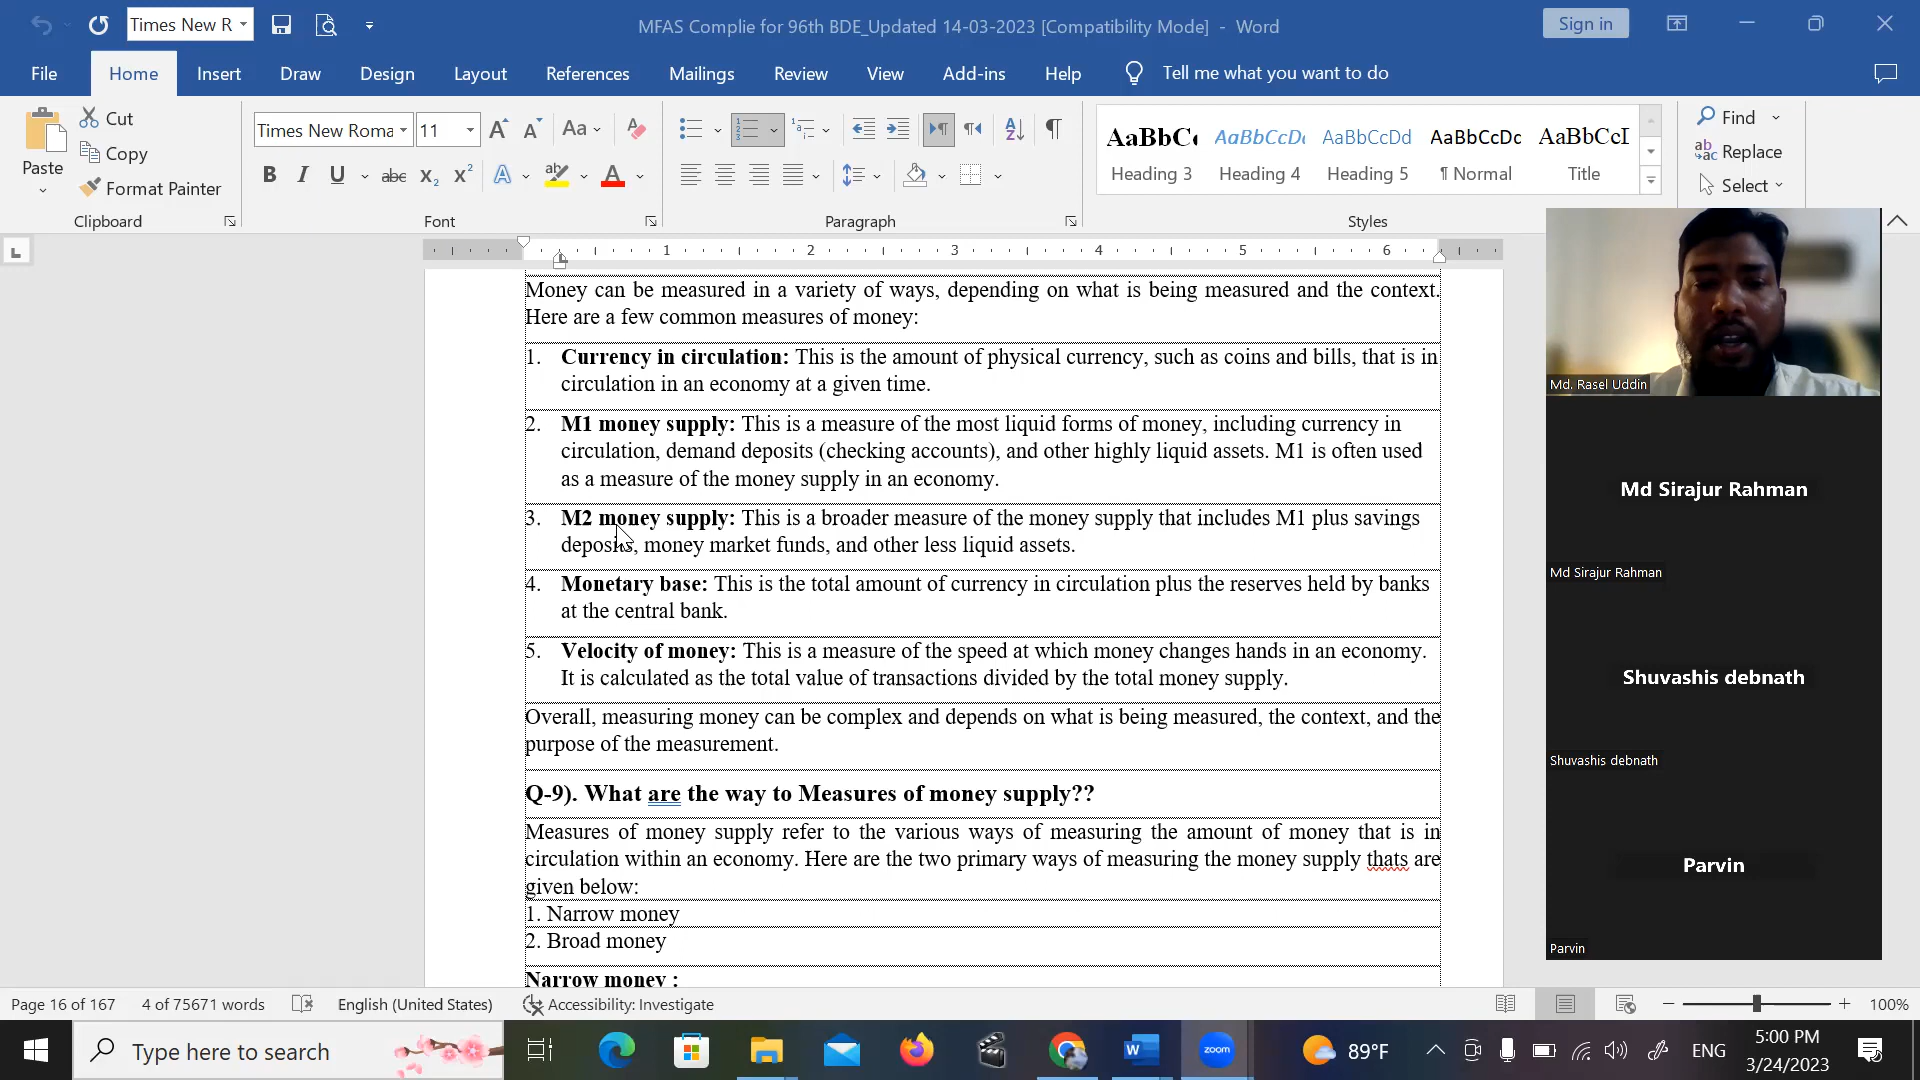 Times New R
MFAS Complie for 96th BDE_Updated 14-03-2023 [Compatibility Mode] - Word
Sign in
File Home Insert Draw Design Layout References Mailings Review View Add-ins Help Tell me what you want to do
Paste
Cut
Copy
Format Painter
Clipboard
Times New Roma 11
Font
Paragraph
AaBbCc AaBbCcDc AaBbCcDd AaBbCcDc AaBbCcI
Heading 3 Heading 4 Heading 5 ¶ Normal Title
Styles
Find
Replace
Select
1 2 3 4 5 6
Money can be measured in a variety of ways, depending on what is being measured and the context.
Here are a few common measures of money:
1. Currency in circulation: This is the amount of physical currency, such as coins and bills, that is in
circulation in an economy at a given time.
2. M1 money supply: This is a measure of the most liquid forms of money, including currency in
circulation, demand deposits (checking accounts), and other highly liquid assets. M1 is often used
as a measure of the money supply in an economy.
3. M2 money supply: This is a broader measure of the money supply that includes M1 plus savings
deposits, money market funds, and other less liquid assets.
4. Monetary base: This is the total amount of currency in circulation plus the reserves held by banks
at the central bank.
5. Velocity of money: This is a measure of the speed at which money changes hands in an economy.
It is calculated as the total value of transactions divided by the total money supply.
Overall, measuring money can be complex and depends on what is being measured, the context, and the
purpose of the measurement.
Q-9). What are the way to Measures of money supply??
Measures of money supply refer to the various ways of measuring the amount of money that is in
circulation within an economy. Here are the two primary ways of measuring the money supply thats are
given below:
1. Narrow money
2. Broad money
Narrow money :
Md. Rasel Uddin
Md Sirajur Rahman
Md Sirajur Rahman
Shuvashis debnath
Shuvashis debnath
Parvin
Parvin
Page 16 of 167 4 of 75671 words English (United States) Accessibility: Investigate 100%
Type here to search
zoom
89°F
ENG
5:00 PM
3/24/2023